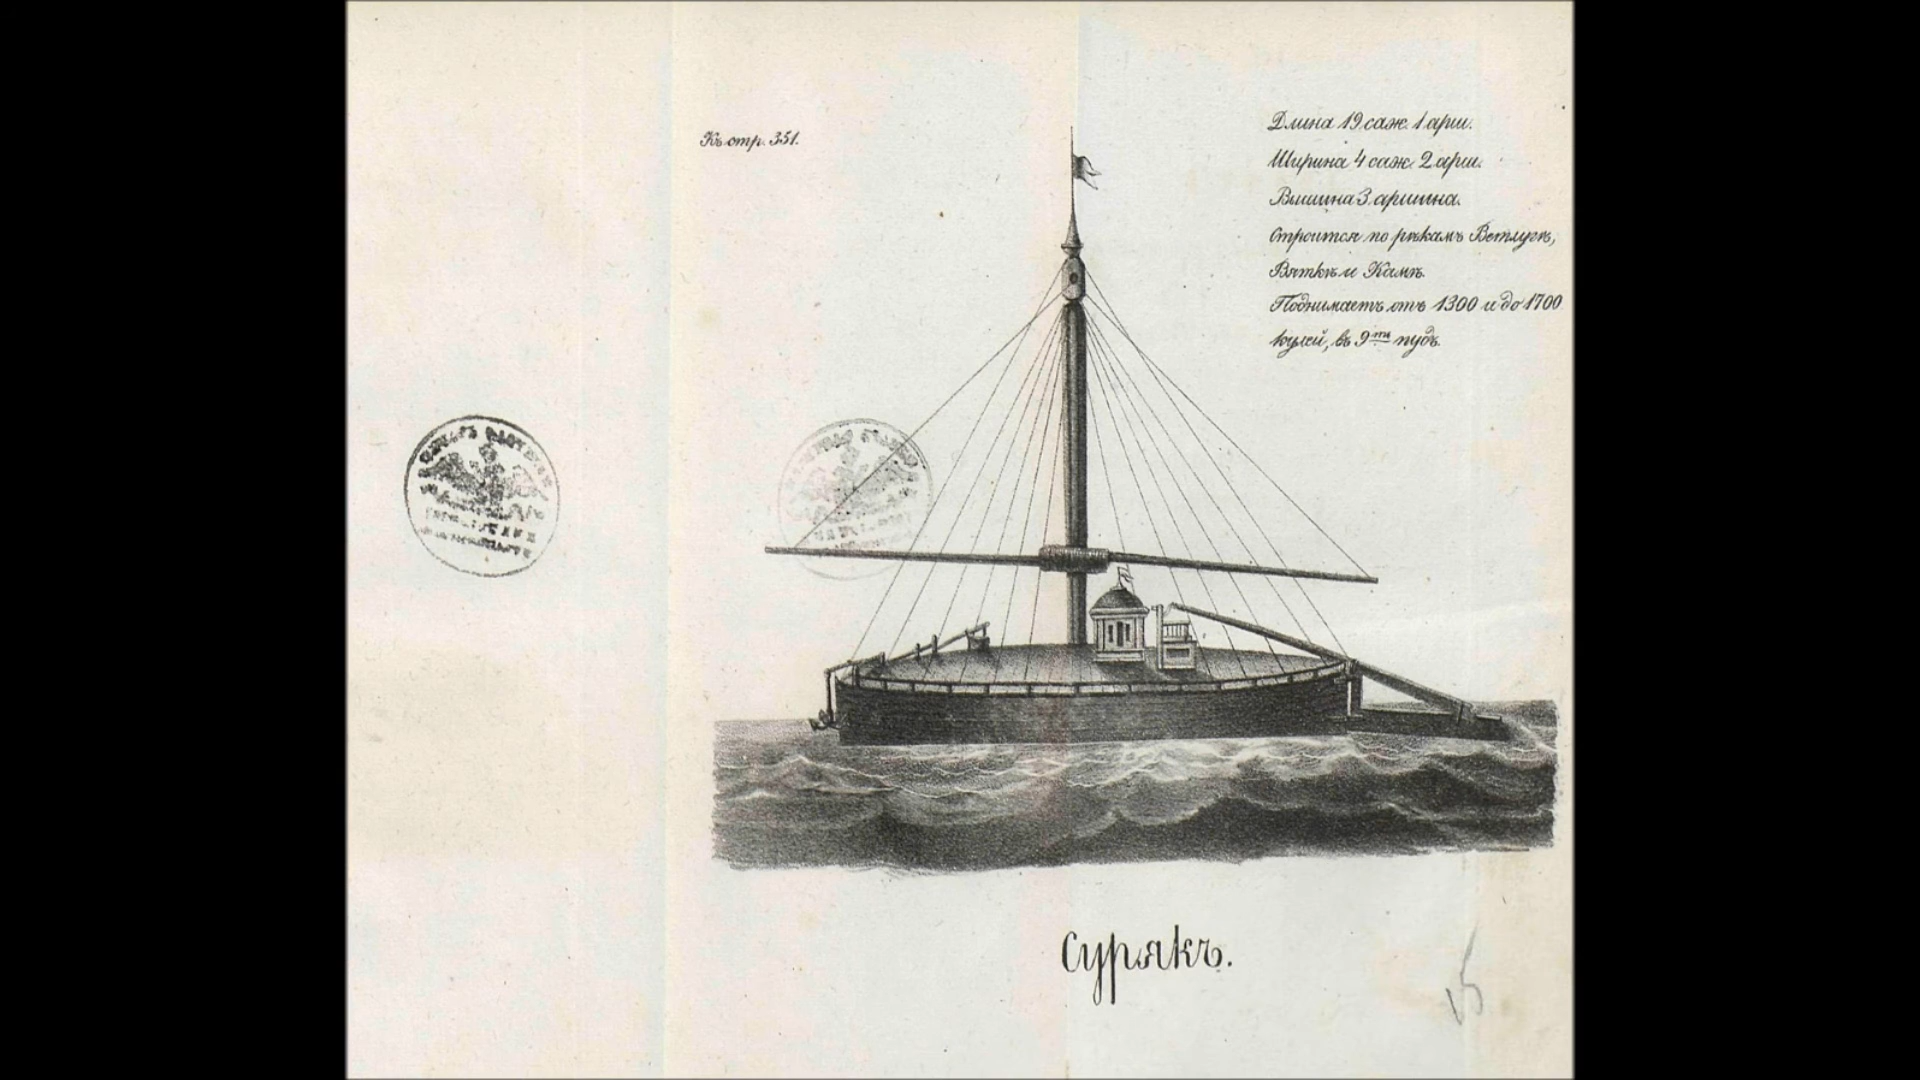 Къ стр. 351.
Длина 19 саж. 1 арш.
Ширина 4 саж. 2 арш.
Вышина 3 аршина.
Строится по рѣкамъ Ветлугѣ,
Вяткѣ и Камѣ.
Поднимаетъ отъ 1300 и до 1700
кулей, въ 9ти пудъ.
Сурякъ.